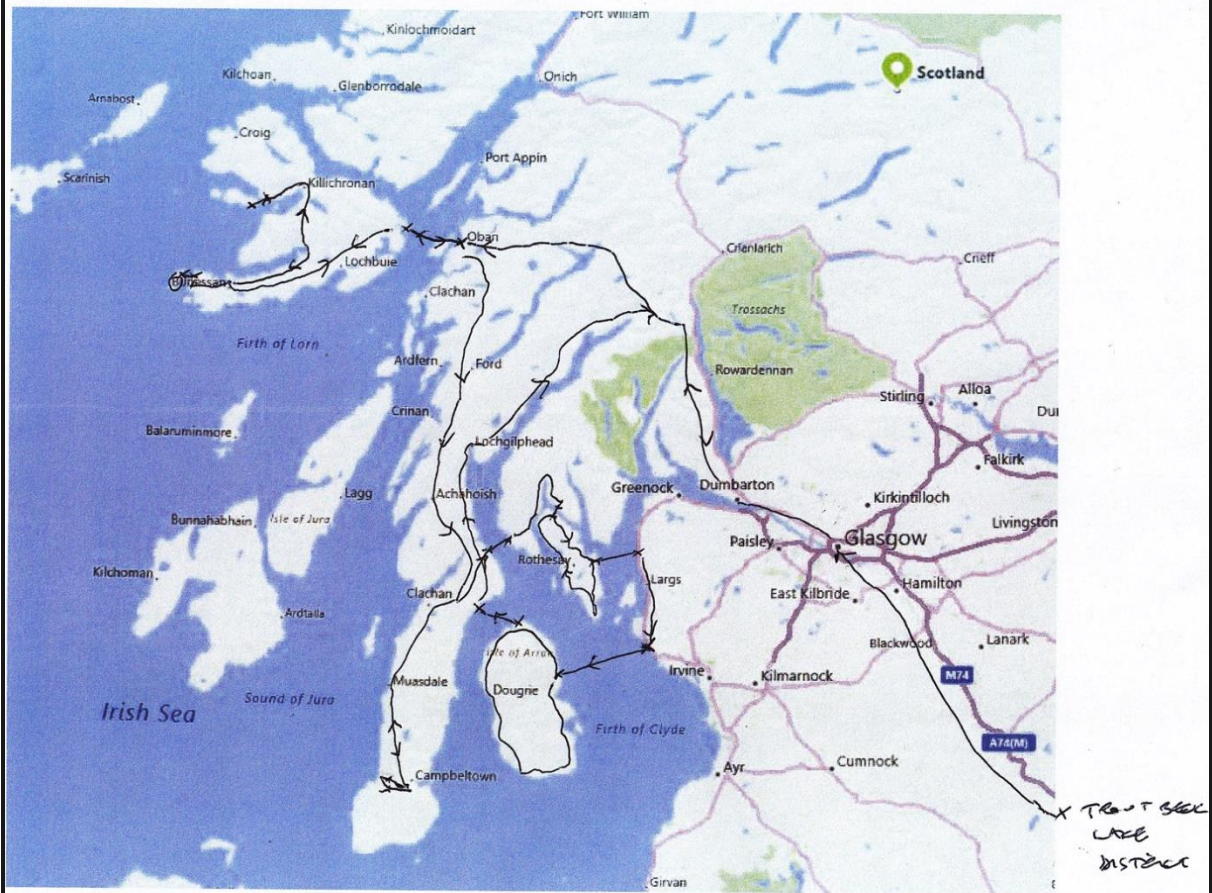 Fort William
Kinlochmoidart
Scotland
Kilchoan
Onich
Glenborrodale
Arnabost
Croig
Port Appin
Scarinish
Killichronan
Oban
Crianlarich
Crieff
Lochbuie
Bunessan
Clachan
Trossachs
Firth of Lorn
Ardfern
Ford
Rowardennan
Stirling
Alloa
Crinan
Du
Balaruminmore
Lochgilphead
Falkirk
Lagg
Achahoish
Greenock
Dumbarton
Kirkintilloch
Bunnahabhain
Isle of Jura
Livingston
Glasgow
Paisley
Kilchoman
Rothesay
Largs
Hamilton
Clachan
East Kilbride
Ardtalla
Blackwood
Lanark
Isle of Arran
Irvine
Kilmarnock
M74
Muasdale
Dougrie
Sound of Jura
Irish Sea
Firth of Clyde
A74(M)
Ayr
Cumnock
Campbeltown
TROUT BECK
LAKE
DISTRICT
Girvan